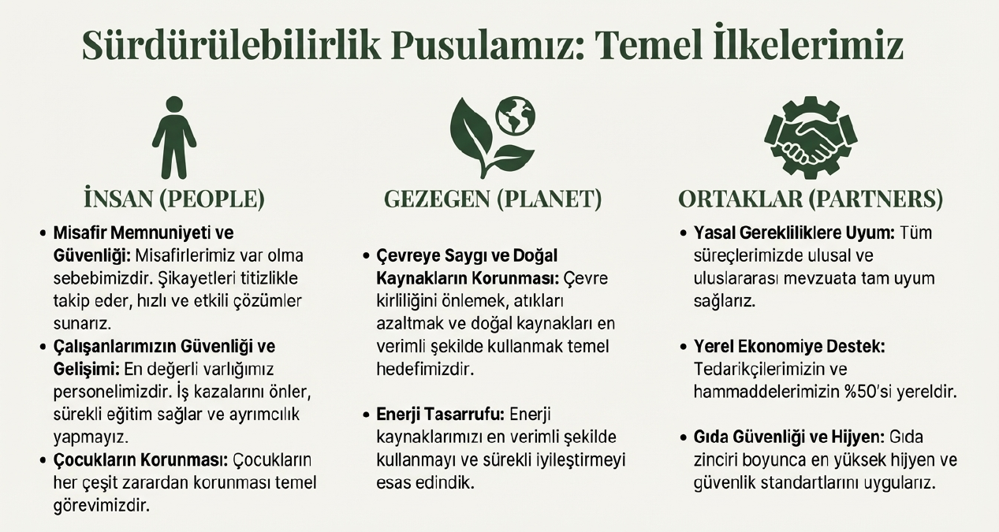 Sürdürülebilirlik Pusulamız: Temel İlkelerimiz
İNSAN (PEOPLE)
• Misafir Memnuniyeti ve
Güvenliği: Misafirlerimiz var olma
sebebimizdir. Şikayetleri titizlikle
takip eder, hızlı ve etkili çözümler
sunarız.
• Çalışanlarımızın Güvenliği ve
Gelişimi: En değerli varlığımız
personelimizdir. İş kazalarını önler,
sürekli eğitim sağlar ve ayrımcılık
yapmayız.
• Çocukların Korunması: Çocukların
her çeşit zarardan korunması temel
görevimizdir.
GEZEGEN (PLANET)
• Çevreye Saygı ve Doğal
Kaynakların Korunması: Çevre
kirliliğini önlemek, atıkları
azaltmak ve doğal kaynakları en
verimli şekilde kullanmak temel
hedefimizdir.
• Enerji Tasarrufu: Enerji
kaynaklarımızı en verimli şekilde
kullanmayı ve sürekli iyileştirmeyi
esas edindik.
ORTAKLAR (PARTNERS)
• Yasal Gerekliliklere Uyum: Tüm
süreçlerimizde ulusal ve
uluslararası mevzuata tam uyum
sağlarız.
• Yerel Ekonomiye Destek:
Tedarikçilerimizin ve
hammaddelerimizin %50'si yereldir.
• Gıda Güvenliği ve Hijyen: Gıda
zinciri boyunca en yüksek hijyen ve
güvenlik standartlarını uygularız.